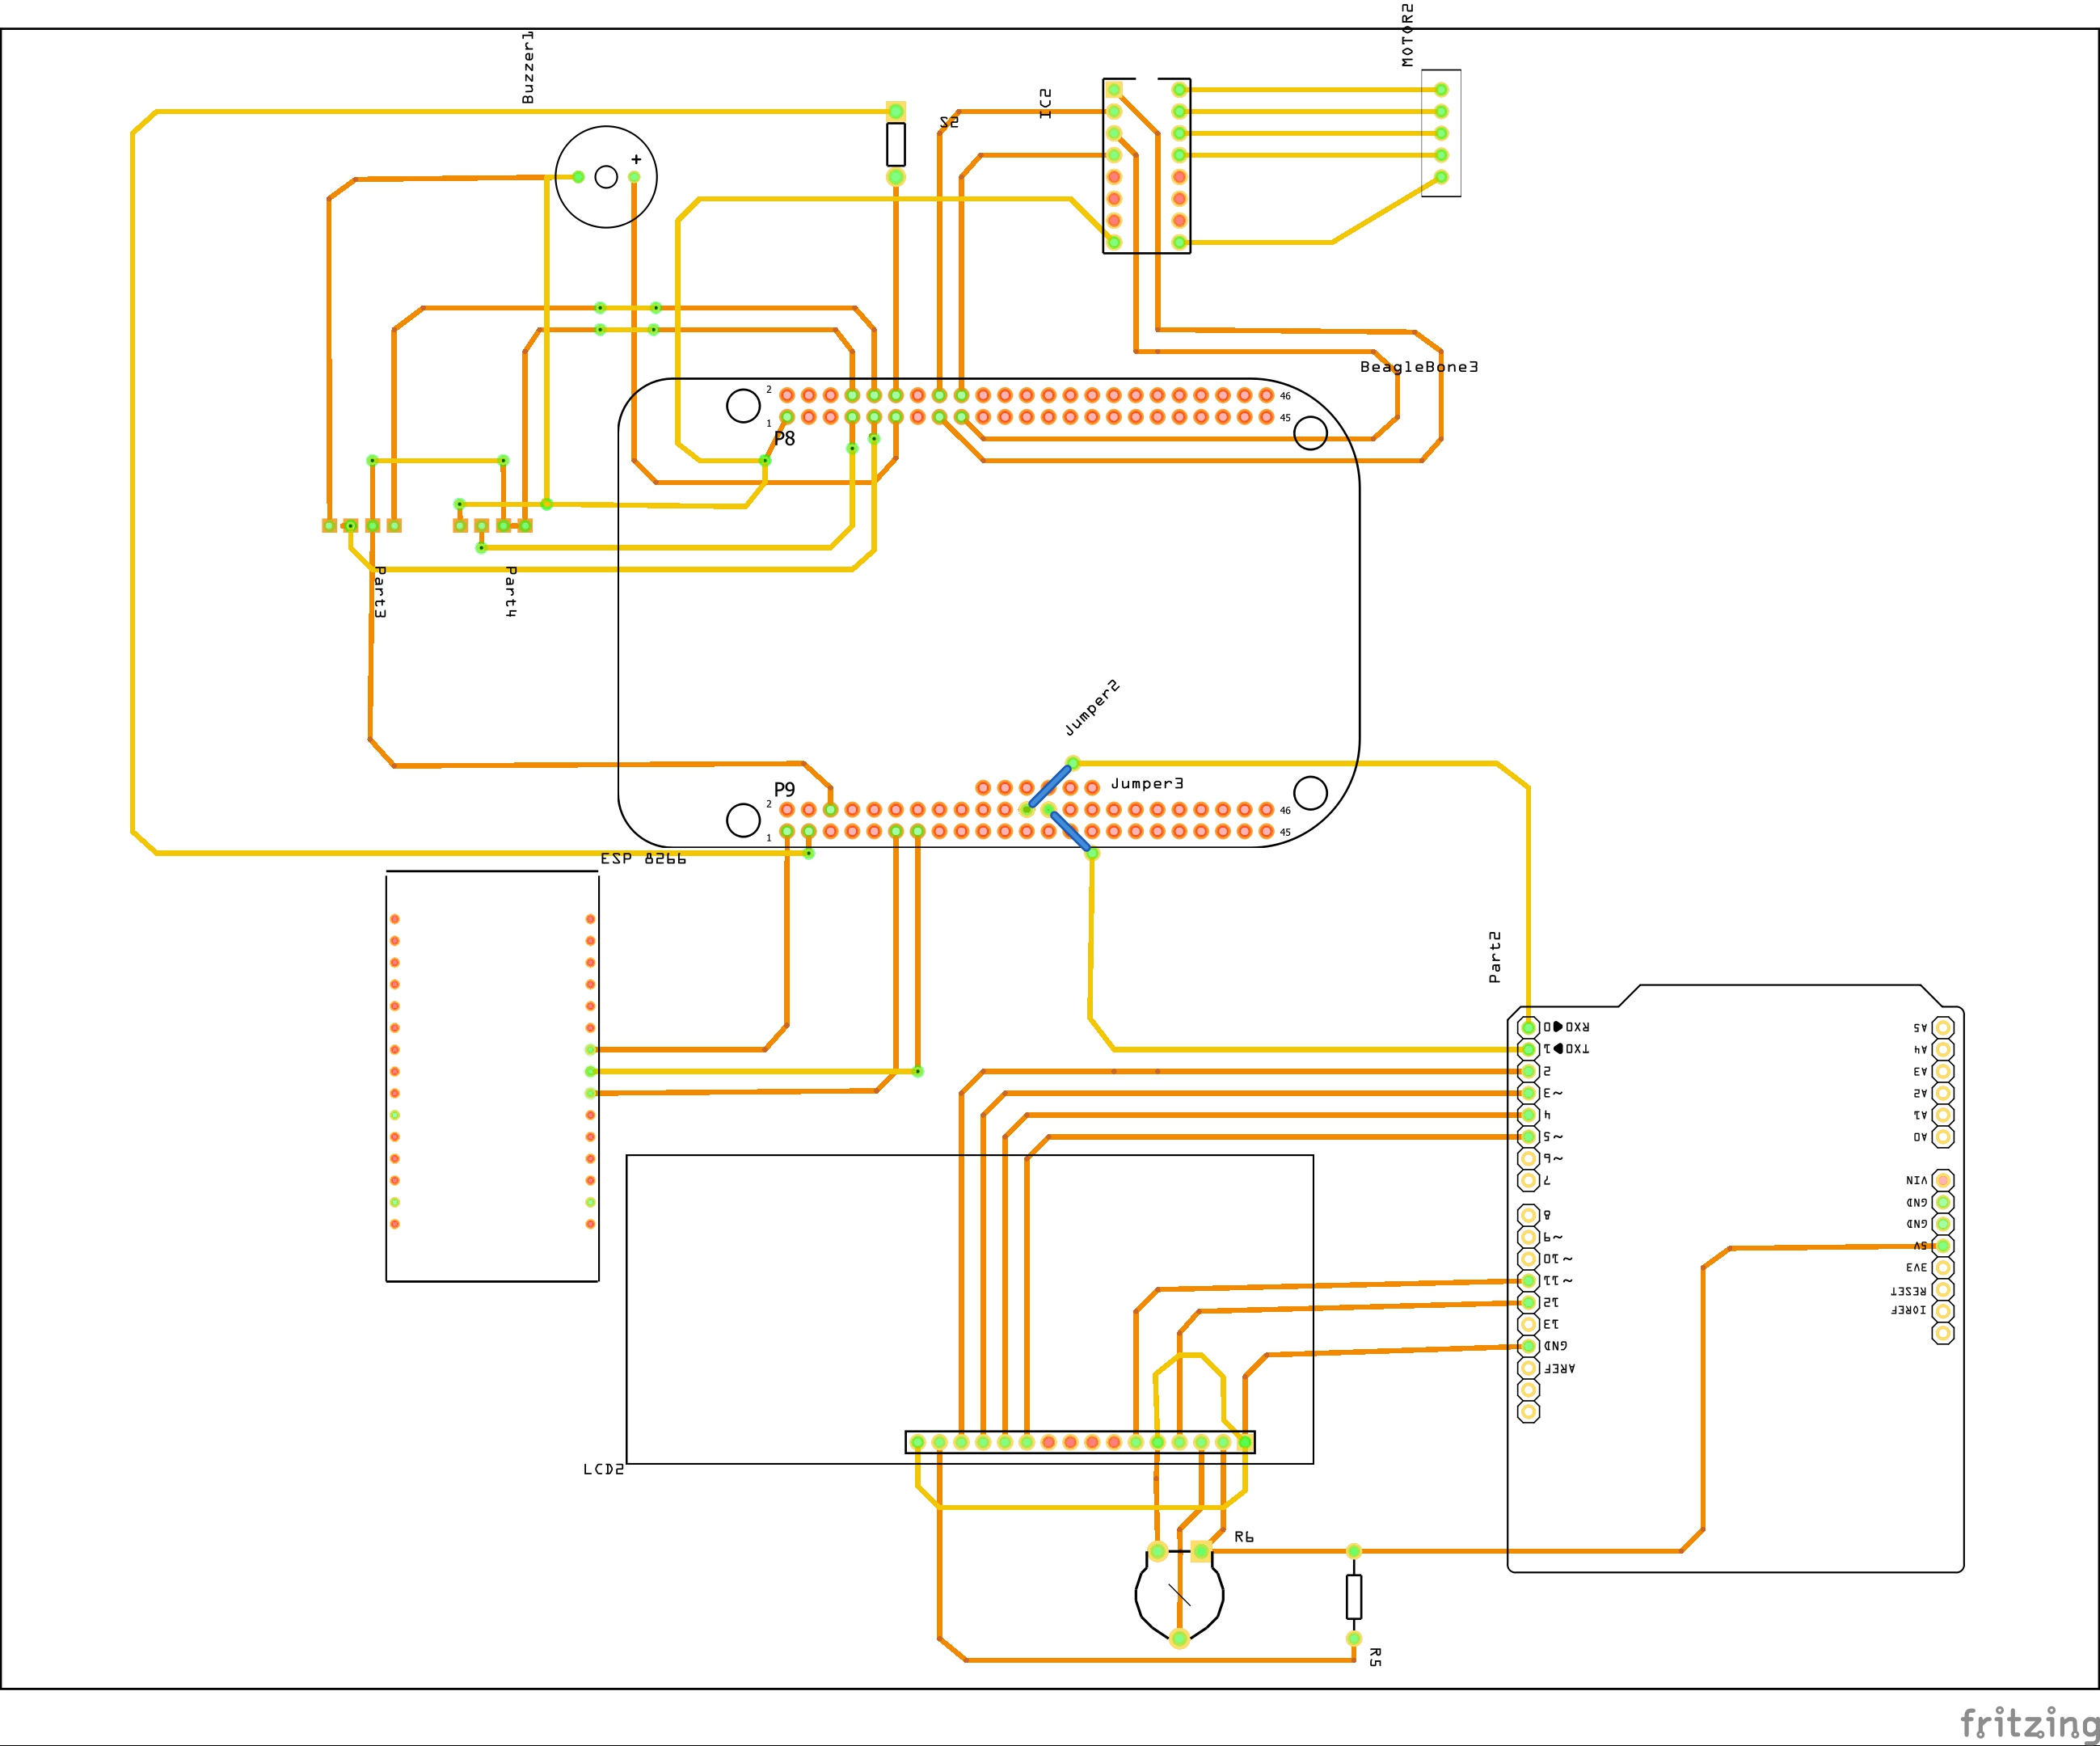 MOTOR2
Buzzer1
IC2
S2
+
BeagleBone3
2
46
1
45
P8
Part3
Part4
Jumper2
Jumper3
P9
2
46
1
45
ESP 8266
Part2
RX0 0
TX0 1
2
~3
4
~5
~6
7
8
~9
~10
~11
12
13
GND
AREF
A5
A4
A3
A2
A1
A0
VIN
GND
GND
5V
3V3
RESET
IOREF
LCD2
R6
R5
fritzing